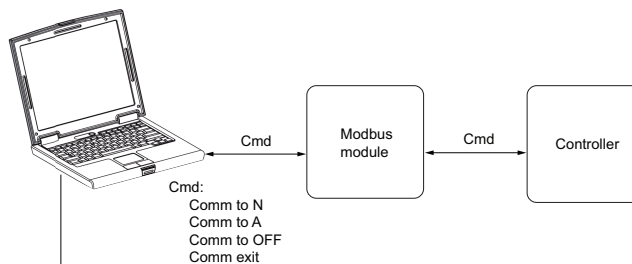 Cmd
Modbus
module
Cmd
Controller
Cmd:
Comm to N
Comm to A
Comm to OFF
Comm exit